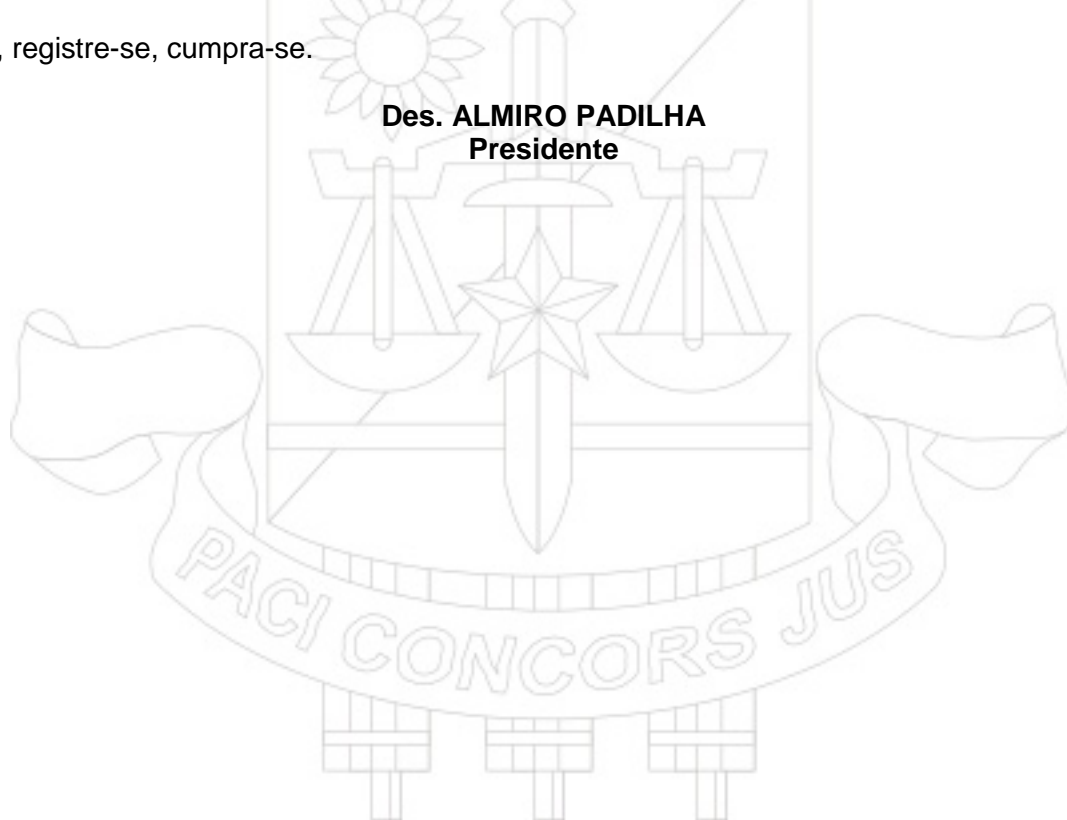 , registre-se, cumpra-se.
Des. ALMIRO PADILHA
Presidente
PACI CONCORS JUS